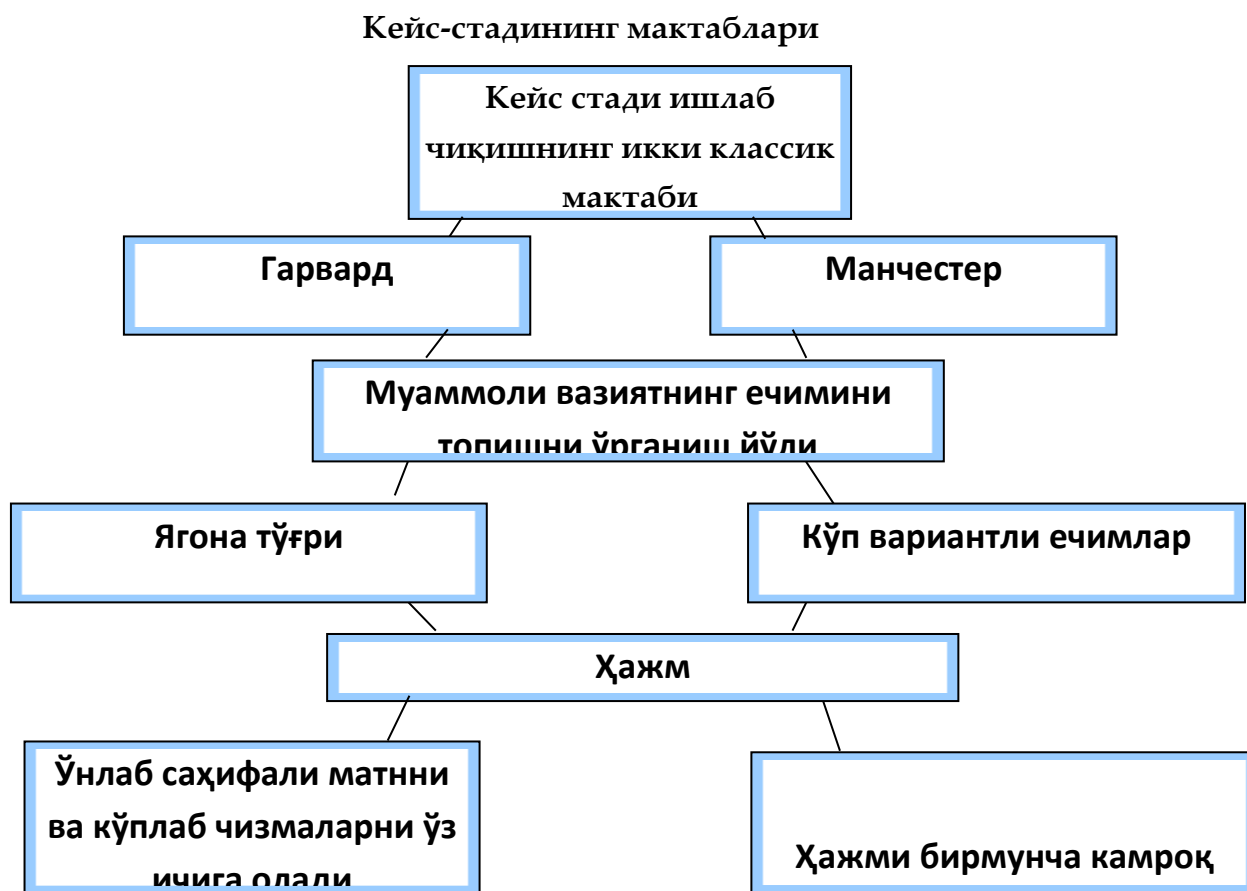 Кейс-стадининг мактаблари
Кейс стади ишлаб
чиқишнинг икки классик
мактаби
Гарвард
Манчестер
Муаммоли вазиятнинг ечимини
топишни ўрганиш йўли
Ягона тўғри
Кўп вариантли ечимлар
Ҳажм
Ўнлаб саҳифали матнни
ва кўплаб чизмаларни ўз
ичига олади
Ҳажми бирмунча камроқ